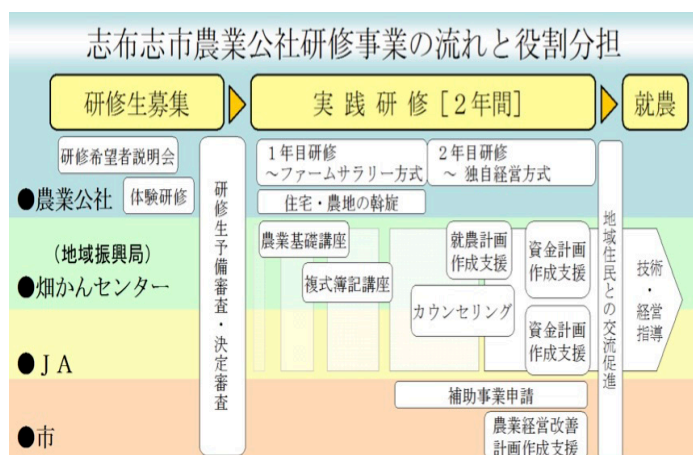 志布志市農業公社研修事業の流れと役割分担
研修生募集
実践研修[2年間]
就農
研修希望者説明会
1年目研修
～ファームサラリー方式
2年目研修
～ 独自経営方式
●農業公社
体験研修
住宅・農地の斡旋
研修生予備審査・決定審査
地域住民との交流促進
(地域振興局)
●畑かんセンター
農業基礎講座
複式簿記講座
就農計画
作成支援
資金計画
作成支援
カウンセリング
技術・経営
指導
●JA
資金計画
作成支援
補助事業申請
●市
農業経営改善
計画作成支援